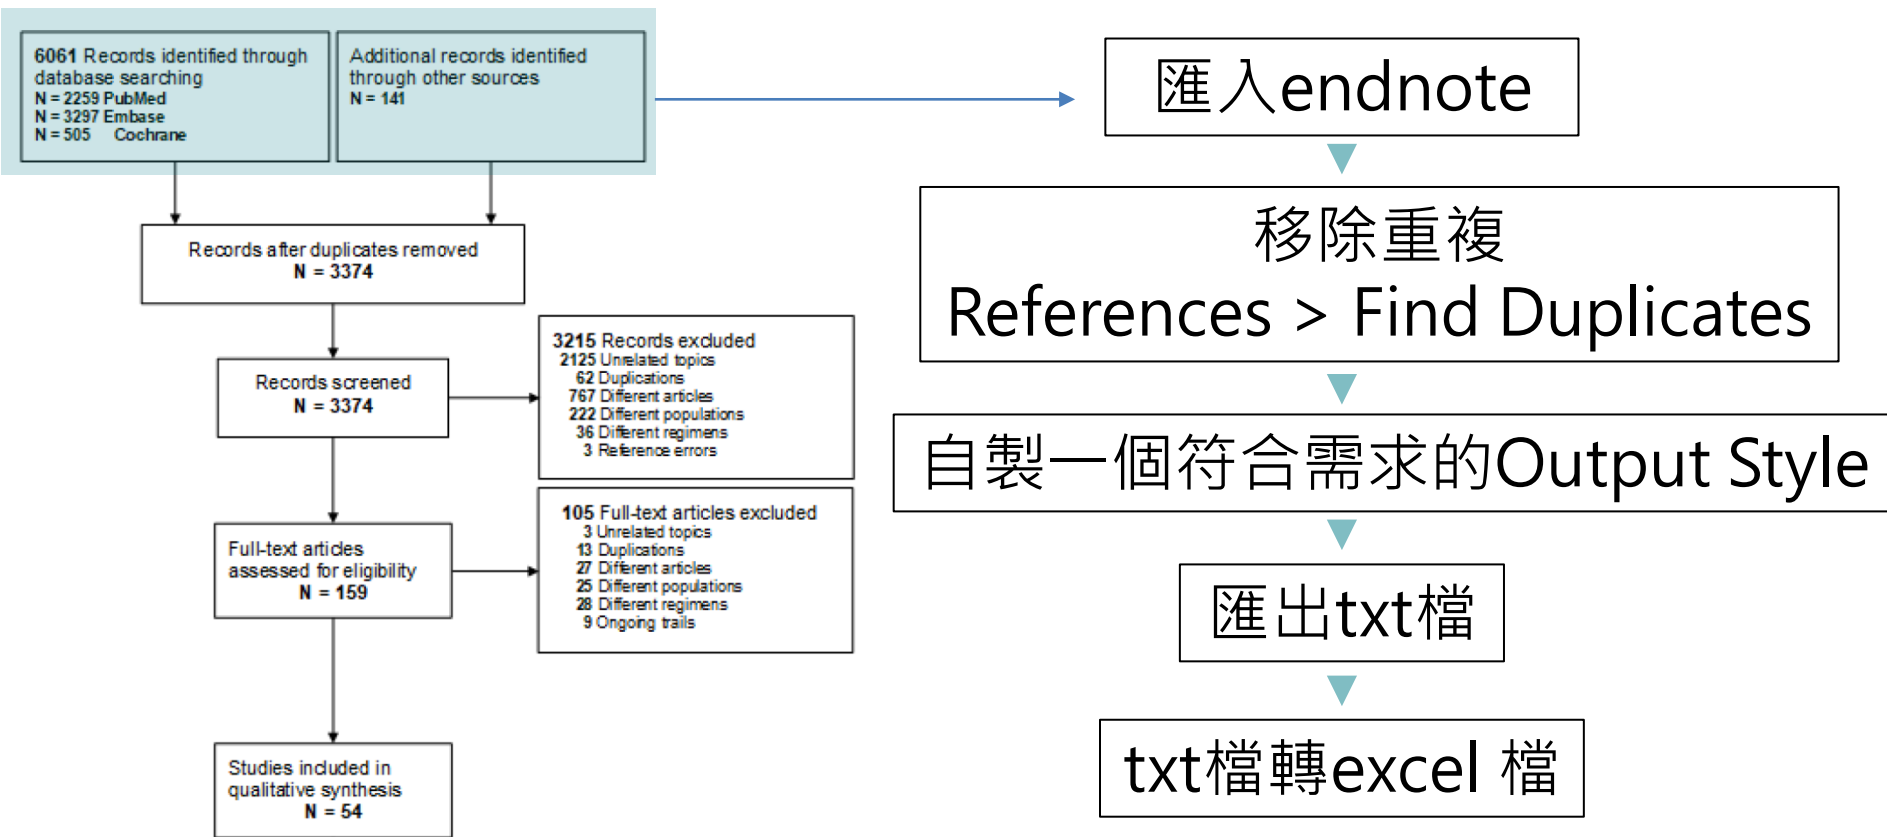 6061 Records identified through
database searching
N = 2259 PubMed
N = 3297 Embase
N = 505 Cochrane
Additional records identified
through other sources
N = 141
Records after duplicates removed
N = 3374
Records screened
N = 3374
3215 Records excluded
2125 Unrelated topics
62 Duplications
767 Different articles
222 Different populations
36 Different regimens
3 Reference errors
Full-text articles
assessed for eligibility
N = 159
105 Full-text articles excluded
3 Unrelated topics
13 Duplications
27 Different articles
25 Different populations
28 Different regimens
9 Ongoing trails
Studies included in
qualitative synthesis
N = 54
匯入endnote
移除重複
References > Find Duplicates
自製一個符合需求的Output Style
匯出txt檔
txt檔轉excel 檔